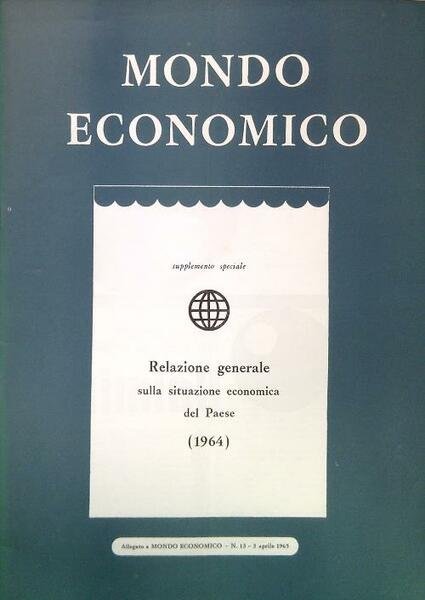 MONDO
ECONOMICO
supplemento speciale
Relazione generale
sulla situazione economica
del Paese
(1964)
Allegato a MONDO ECONOMICO - N. 13 - 3 aprile 1965